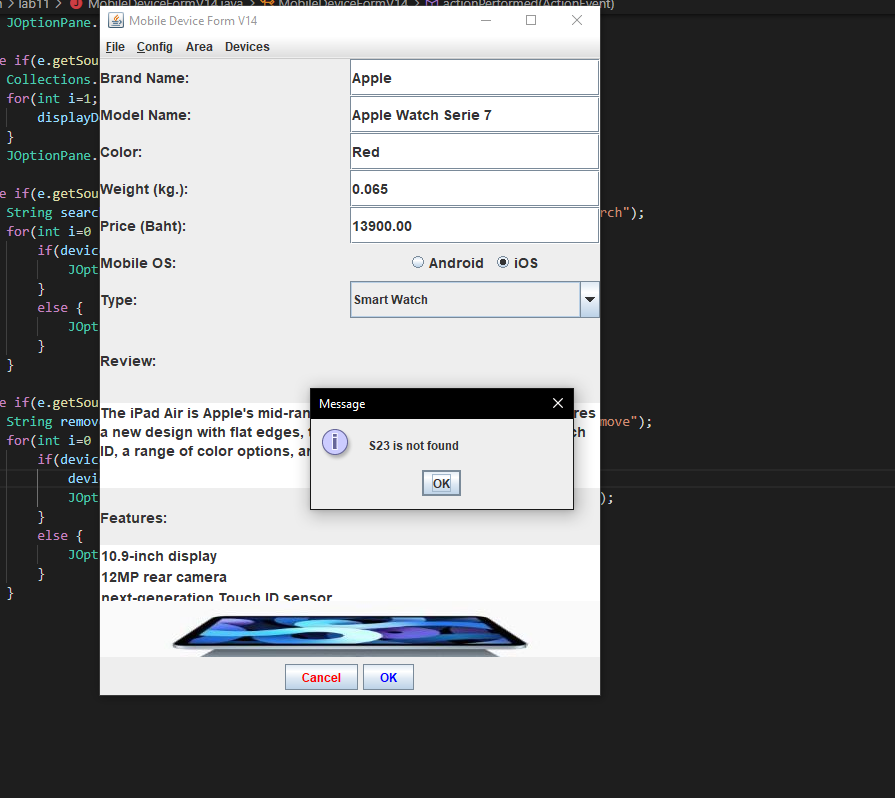 lab11 > MobileDeviceFormV14.java > MobileDeviceFormV14 > actionPerformed(ActionEvent)
Mobile Device Form V14
JOptionPane.
File Config Area Devices
e if(e.getSou
Collections.
Brand Name: Apple
for(int i=1;
displayD
Model Name: Apple Watch Serie 7
}
JOptionPane.
Color: Red
e if(e.getSou
Weight (kg.): 0.065
String searc
rch");
Price (Baht): 13900.00
for(int i=0
if(devic
Mobile OS: Android iOS
JOpt
}
Type: Smart Watch
else {
JOpt
}
Review:
}
e if(e.getSou
Message
The iPad Air is Apple's mid-ran
res
String remov
move");
a new design with flat edges,
ch
for(int i=0
S23 is not found
ID, a range of color options, a
if(devic
devi
OK
JOpt
);
}
Features:
else {
JOpt
10.9-inch display
}
12MP rear camera
}
next-generation Touch ID sensor
Cancel OK